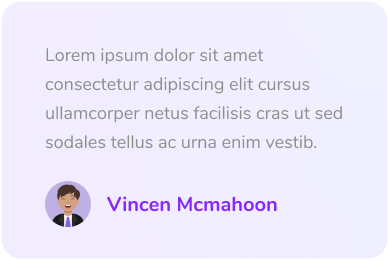 Lorem ipsum dolor sit amet
consectetur adipiscing elit cursus
ullamcorper netus facilisis cras ut sed
sodales tellus ac urna enim vestib.
Vincen Mcmahoon